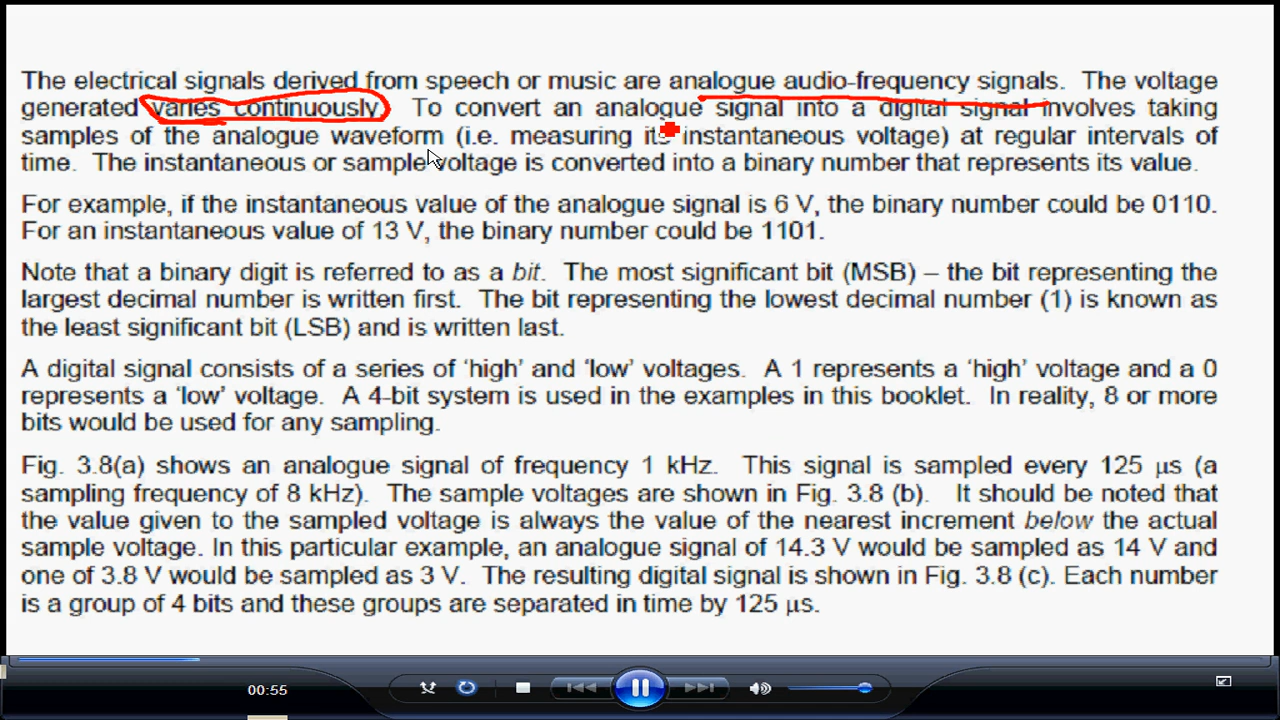 The electrical signals derived from speech or music are analogue audio-frequency signals. The voltage
generated varies continuously To convert an analogue signal into a digital signal involves taking
samples of the analogue waveform (i.e. measuring its instantaneous voltage) at regular intervals of
time. The instantaneous or sample voltage is converted into a binary number that represents its value.
For example, if the instantaneous value of the analogue signal is 6 V, the binary number could be 0110.
For an instantaneous value of 13 V, the binary number could be 1101.
Note that a binary digit is referred to as a bit. The most significant bit (MSB) – the bit representing the
largest decimal number is written first. The bit representing the lowest decimal number (1) is known as
the least significant bit (LSB) and is written last.
A digital signal consists of a series of ‘high’ and ‘low’ voltages. A 1 represents a ‘high’ voltage and a 0
represents a ‘low’ voltage. A 4-bit system is used in the examples in this booklet. In reality, 8 or more
bits would be used for any sampling.
Fig. 3.8(a) shows an analogue signal of frequency 1 kHz. This signal is sampled every 125 μs (a
sampling frequency of 8 kHz). The sample voltages are shown in Fig. 3.8 (b). It should be noted that
the value given to the sampled voltage is always the value of the nearest increment below the actual
sample voltage. In this particular example, an analogue signal of 14.3 V would be sampled as 14 V and
one of 3.8 V would be sampled as 3 V. The resulting digital signal is shown in Fig. 3.8 (c). Each number
is a group of 4 bits and these groups are separated in time by 125 μs.
00:55